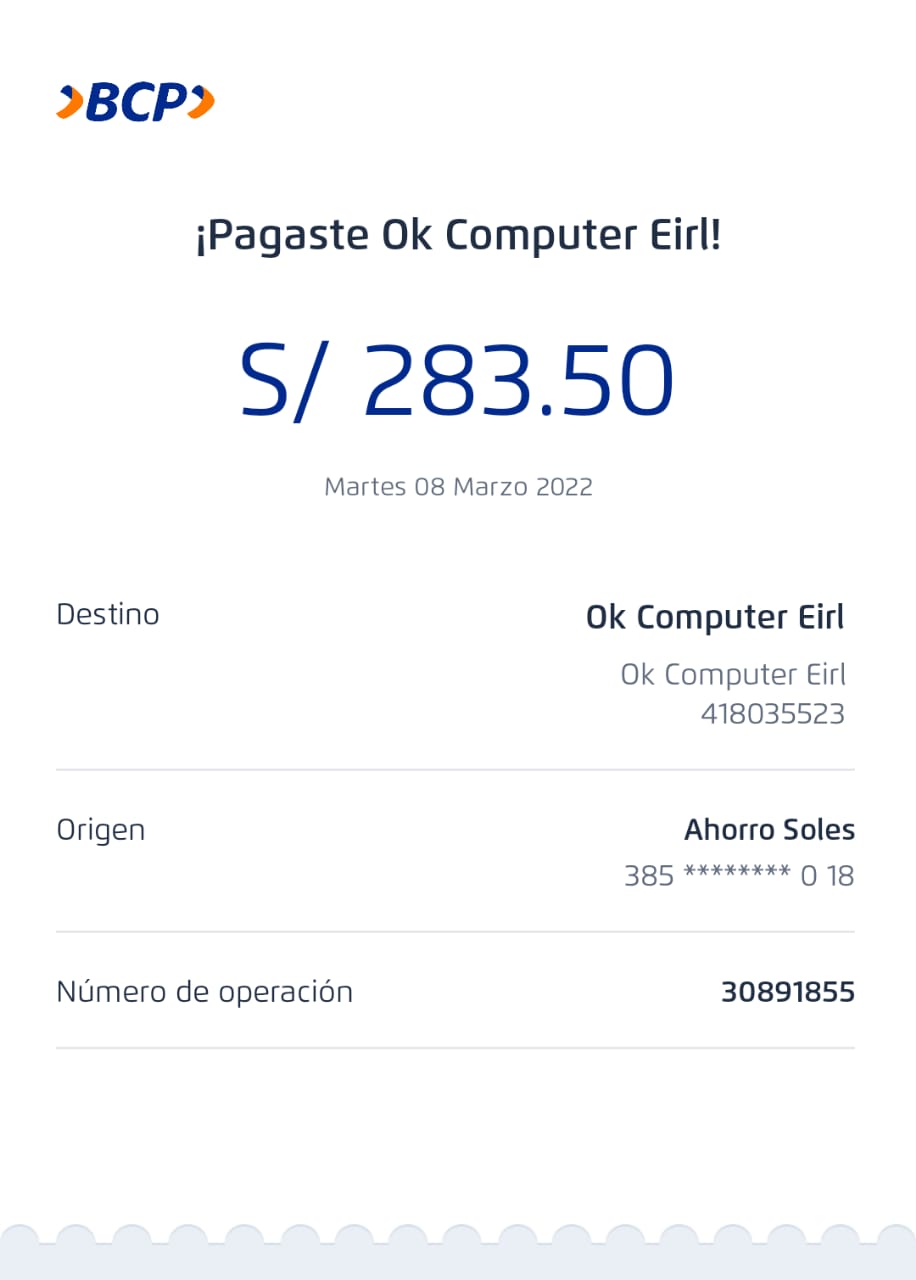 BCP
¡Pagaste Ok Computer Eirl!
S/ 283.50
Martes 08 Marzo 2022
Destino
Ok Computer Eirl
Ok Computer Eirl
418035523
Origen
Ahorro Soles
385 ******** 0 18
Número de operación
30891855